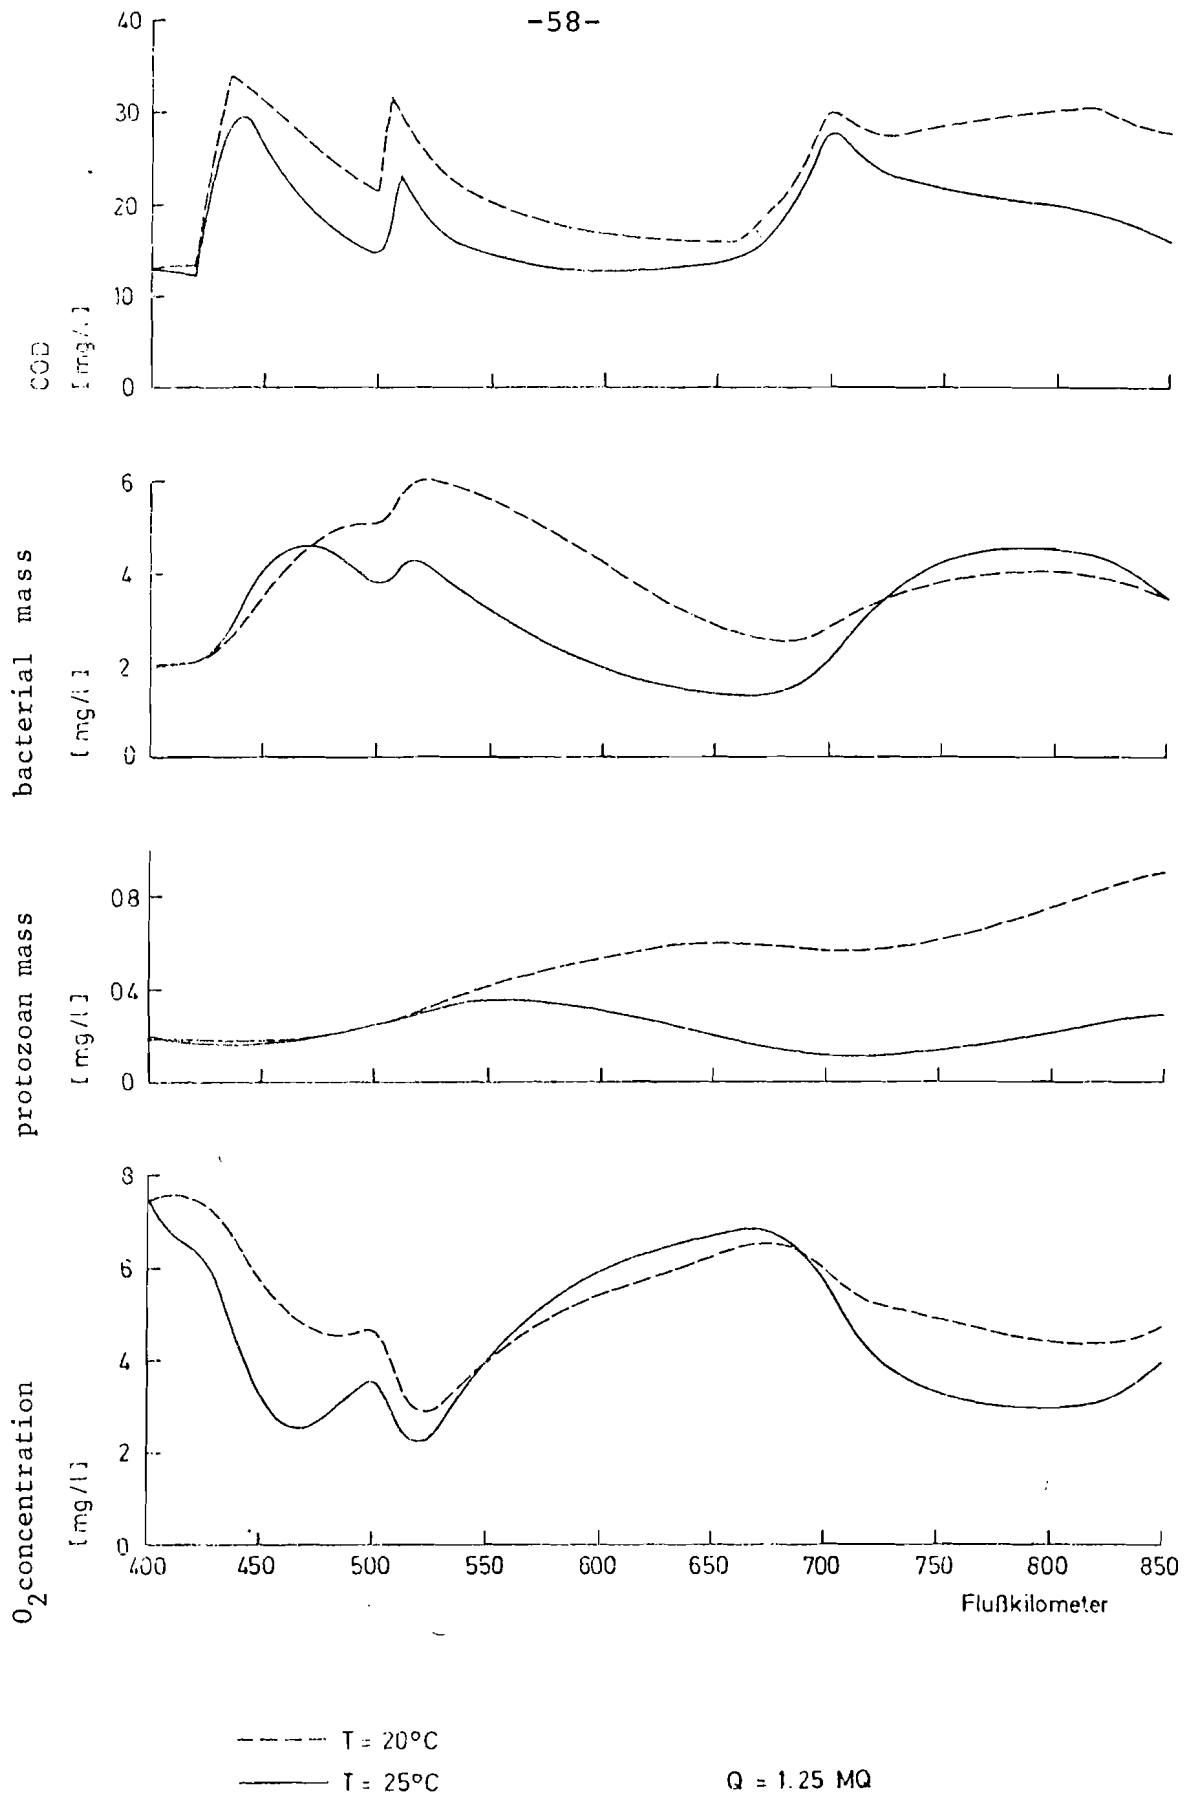 -58-
40
30
20
10
0
COD
[mg/l]
6
4
2
0
bacterial mass
[mg/l]
0.8
0.4
0
protozoan mass
[mg/l]
8
6
4
2
0
O2 concentration
[mg/l]
400 450 500 550 600 650 700 750 800 850
Flußkilometer
T = 20°C
T = 25°C
Q = 1.25 MQ